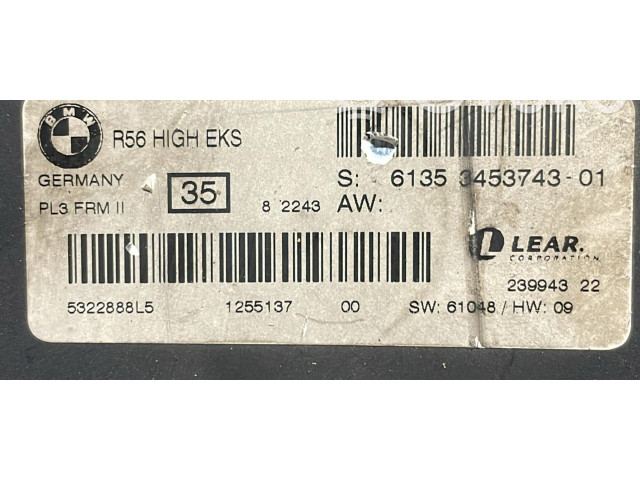 BMW
R56 HIGH EKS
GERMANY
35
S: 6135 3453743-01
PL3 FRM II
8 2243
AW:
LEAR.
CORPORATION
239943 22
5322888L5
1255137
00
SW: 61048 / HW: 09